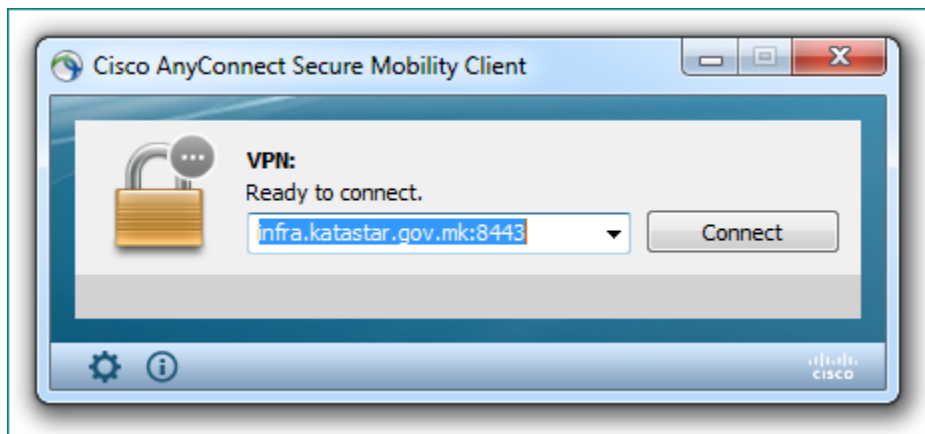 Cisco AnyConnect Secure Mobility Client
VPN:
Ready to connect.
infra.katastar.gov.mk:8443
Connect
CISCO